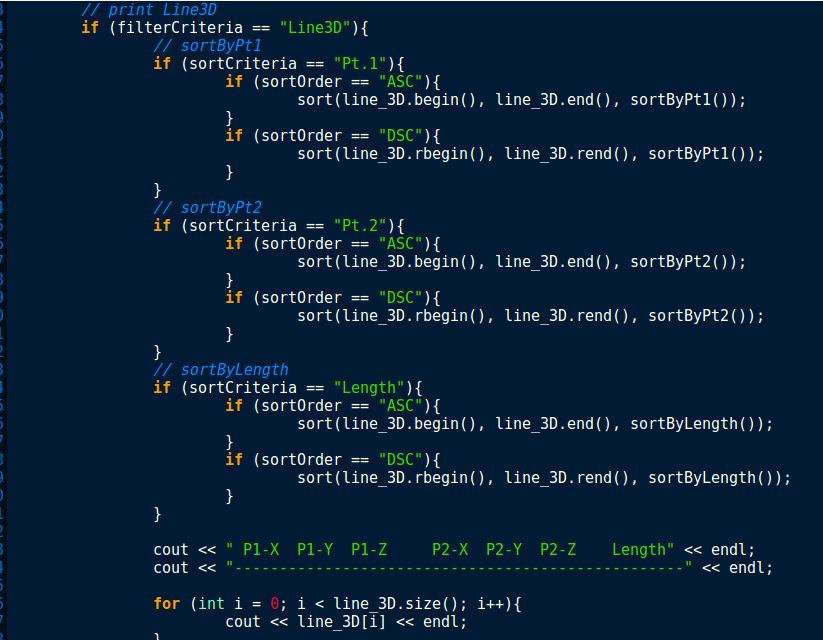 // print Line3D
if (filterCriteria == "Line3D"){
// sortByPt1
if (sortCriteria == "Pt.1"){
if (sortOrder == "ASC"){
sort(line_3D.begin(), line_3D.end(), sortByPt1());
}
if (sortOrder == "DSC"){
sort(line_3D.rbegin(), line_3D.rend(), sortByPt1());
}
}
// sortByPt2
if (sortCriteria == "Pt.2"){
if (sortOrder == "ASC"){
sort(line_3D.begin(), line_3D.end(), sortByPt2());
}
if (sortOrder == "DSC"){
sort(line_3D.rbegin(), line_3D.rend(), sortByPt2());
}
}
// sortByLength
if (sortCriteria == "Length"){
if (sortOrder == "ASC"){
sort(line_3D.begin(), line_3D.end(), sortByLength());
}
if (sortOrder == "DSC"){
sort(line_3D.rbegin(), line_3D.rend(), sortByLength());
}
}
cout << " P1-X  P1-Y  P1-Z     P2-X  P2-Y  P2-Z    Length" << endl;
cout << "--------------------------------------------------" << endl;
for (int i = 0; i < line_3D.size(); i++){
cout << line_3D[i] << endl;
}